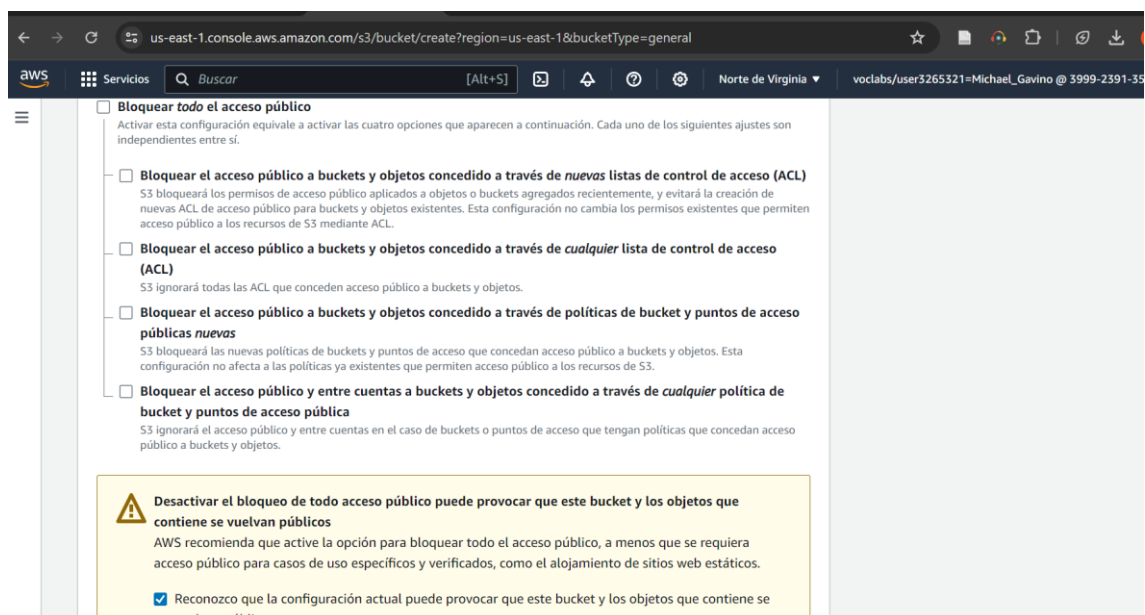 us-east-1.console.aws.amazon.com/s3/bucket/create?region=us-east-1&bucketType=general
aws Servicios Buscar [Alt+S] Norte de Virginia ▼ voclabs/user3265321=Michael_Gavino @ 3999-2391-35
Bloquear todo el acceso público
Activar esta configuración equivale a activar las cuatro opciones que aparecen a continuación. Cada uno de los siguientes ajustes son
independientes entre sí.
Bloquear el acceso público a buckets y objetos concedido a través de nuevas listas de control de acceso (ACL)
S3 bloqueará los permisos de acceso público aplicados a objetos o buckets agregados recientemente, y evitará la creación de
nuevas ACL de acceso público para buckets y objetos existentes. Esta configuración no cambia los permisos existentes que permiten
acceso público a los recursos de S3 mediante ACL.
Bloquear el acceso público a buckets y objetos concedido a través de cualquier lista de control de acceso
(ACL)
S3 ignorará todas las ACL que conceden acceso público a buckets y objetos.
Bloquear el acceso público a buckets y objetos concedido a través de políticas de bucket y puntos de acceso
públicas nuevas
S3 bloqueará las nuevas políticas de buckets y puntos de acceso que concedan acceso público a buckets y objetos. Esta
configuración no afecta a las políticas ya existentes que permiten acceso público a los recursos de S3.
Bloquear el acceso público y entre cuentas a buckets y objetos concedido a través de cualquier política de
bucket y puntos de acceso pública
S3 ignorará el acceso público y entre cuentas en el caso de buckets o puntos de acceso que tengan políticas que concedan acceso
público a buckets y objetos.
Desactivar el bloqueo de todo acceso público puede provocar que este bucket y los objetos que
contiene se vuelvan públicos
AWS recomienda que active la opción para bloquear todo el acceso público, a menos que se requiera
acceso público para casos de uso específicos y verificados, como el alojamiento de sitios web estáticos.
Reconozco que la configuración actual puede provocar que este bucket y los objetos que contiene se